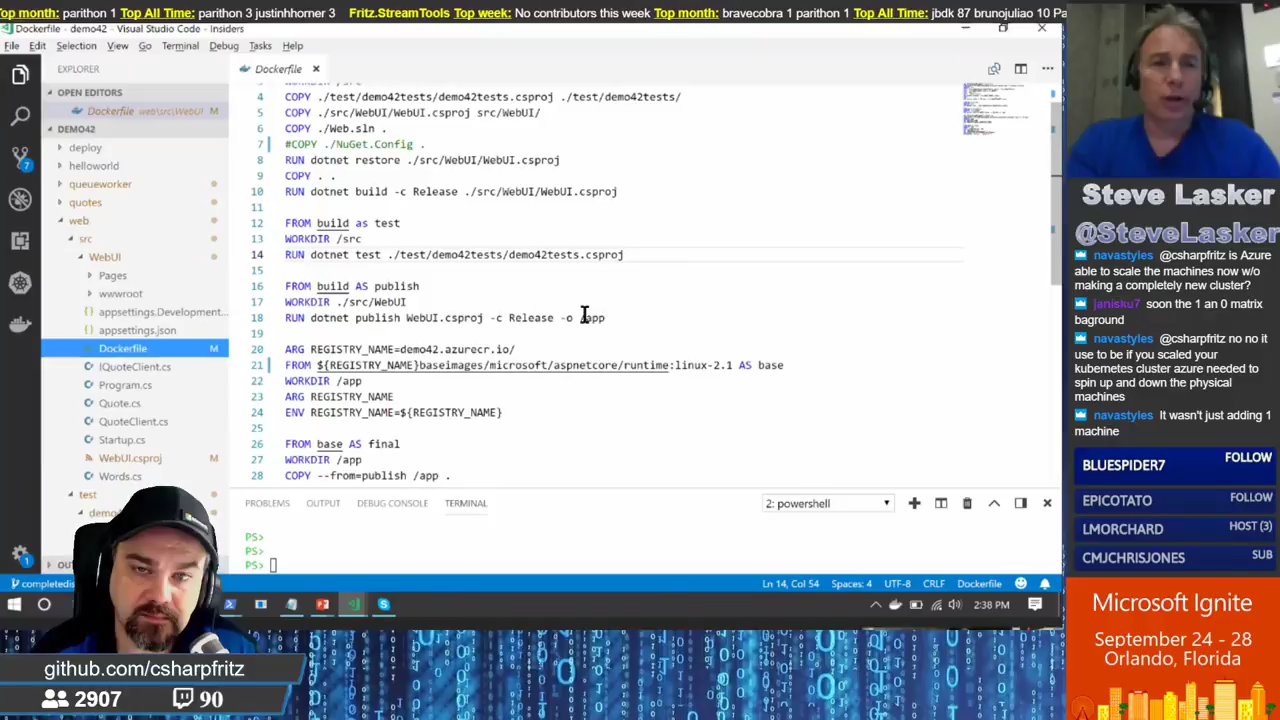 Top month: parithon 1 Top All Time: parithon 3 justinhhorner 3 Fritz.StreamTools Top week: No contributors this week Top month: bravecobra 1 parithon 1 Top All Time: jbdk 87 brunojuliao 10
Dockerfile - demo42 - Visual Studio Code - Insiders
File Edit Selection View Go Terminal Debug Tasks Help
EXPLORER
OPEN EDITORS
Dockerfile web\src\WebUI M
DEMO42
deploy
helloworld
queueworker
quotes
web
src
WebUI
Pages
wwwroot
appsettings.Development...
appsettings.json
Dockerfile M
IQuoteClient.cs
Program.cs
Quote.cs
QuoteClient.cs
Startup.cs
WebUI.csproj M
Words.cs
test
7
1
Dockerfile
4 COPY ./test/demo42tests/demo42tests.csproj ./test/demo42tests/
5 COPY ./src/WebUI/WebUI.csproj src/WebUI/
6 COPY ./Web.sln .
7 #COPY ./NuGet.Config .
8 RUN dotnet restore ./src/WebUI/WebUI.csproj
9 COPY . .
10 RUN dotnet build -c Release ./src/WebUI/WebUI.csproj
11
12 FROM build as test
13 WORKDIR /src
14 RUN dotnet test ./test/demo42tests/demo42tests.csproj
15
16 FROM build AS publish
17 WORKDIR ./src/WebUI
18 RUN dotnet publish WebUI.csproj -c Release -o /app
19
20 ARG REGISTRY_NAME=demo42.azurecr.io/
21 FROM ${REGISTRY_NAME}baseimages/microsoft/aspnetcore/runtime:linux-2.1 AS base
22 WORKDIR /app
23 ARG REGISTRY_NAME
24 ENV REGISTRY_NAME=${REGISTRY_NAME}
25
26 FROM base AS final
27 WORKDIR /app
28 COPY --from=publish /app .
PROBLEMS OUTPUT DEBUG CONSOLE TERMINAL
2: powershell
PS>
PS>
PS>
Ln 14, Col 54 Spaces: 4 UTF-8 CRLF Dockerfile
2:38 PM
github.com/csharpfritz
2907 90
Steve Lasker
@SteveLasker
navastyles @csharpfritz is Azure
able to scale the machines now w/o
making a completely new cluster?
janisku7 soon the 1 an 0 matrix
baground
navastyles @csharpfritz no no it
use to be if you scaled your
kubernetes cluster azure needed to
spin up and down the physical
machines
navastyles It wasn't just adding 1
machine
BLUESPIDER7 FOLLOW
EPICOTATO FOLLOW
LMORCHARD HOST (3)
CMJCHRISJONES SUB
Microsoft Ignite
September 24 - 28
Orlando, Florida